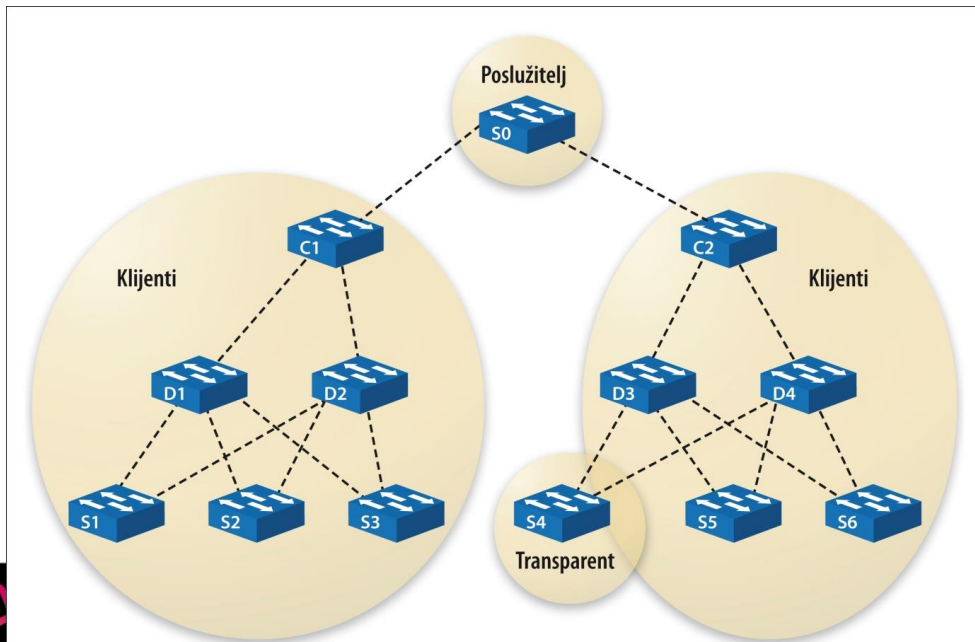 Poslužitelj
S0
C1
C2
Klijenti
Klijenti
D1
D2
D3
D4
S1
S2
S3
S4
S5
S6
Transparent